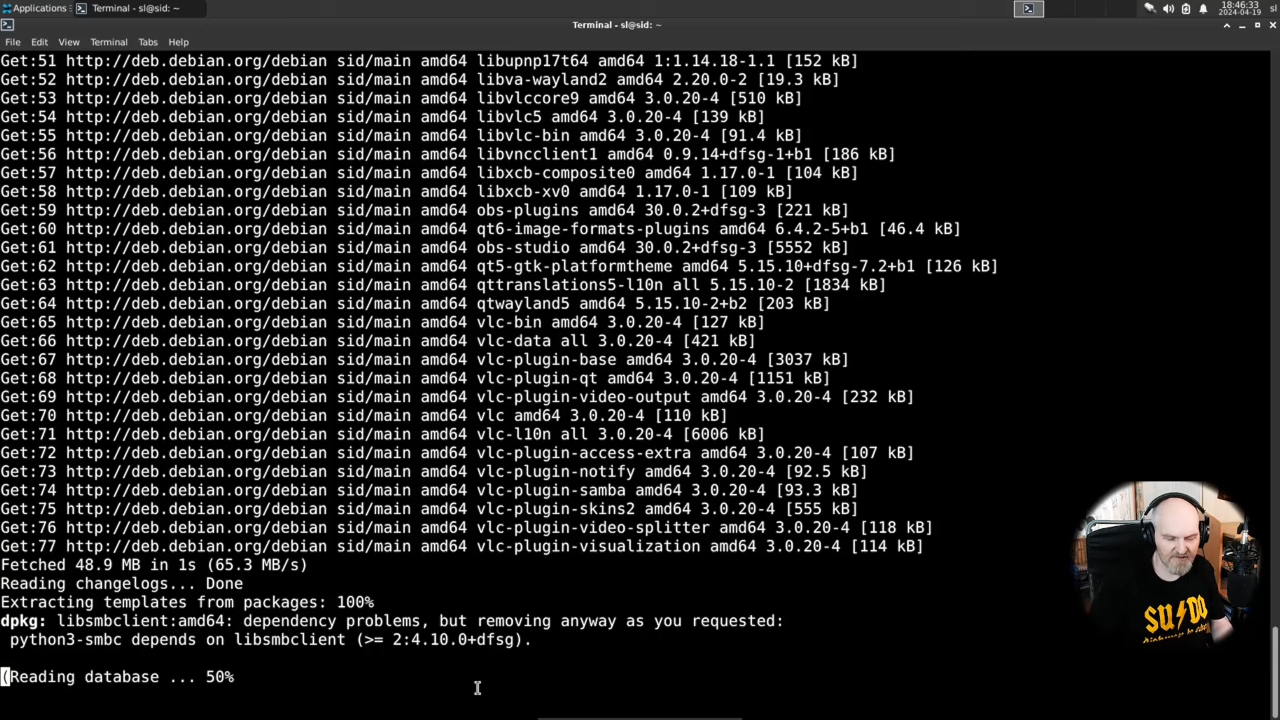 Applications
Terminal - sl@sid: ~
18:46:33
2024-04-19
sl
Terminal - sl@sid: ~
File Edit View Terminal Tabs Help
Get:51 http://deb.debian.org/debian sid/main amd64 libupnp17t64 amd64 1:1.14.18-1.1 [152 kB]
Get:52 http://deb.debian.org/debian sid/main amd64 libva-wayland2 2.20.0-2 [19.3 kB]
Get:53 http://deb.debian.org/debian sid/main amd64 libvlccore9 amd64 3.0.20-4 [510 kB]
Get:54 http://deb.debian.org/debian sid/main amd64 libvlc5 amd64 3.0.20-4 [139 kB]
Get:55 http://deb.debian.org/debian sid/main amd64 libvlc-bin amd64 3.0.20-4 [91.4 kB]
Get:56 http://deb.debian.org/debian sid/main amd64 libvncclient1 amd64 0.9.14+dfsg-1+b1 [186 kB]
Get:57 http://deb.debian.org/debian sid/main amd64 libxcb-composite0 amd64 1.17.0-1 [104 kB]
Get:58 http://deb.debian.org/debian sid/main amd64 libxcb-xv0 amd64 1.17.0-1 [109 kB]
Get:59 http://deb.debian.org/debian sid/main amd64 obs-plugins amd64 30.0.2+dfsg-3 [221 kB]
Get:60 http://deb.debian.org/debian sid/main amd64 qt6-image-formats-plugins amd64 6.4.2-5+b1 [46.4 kB]
Get:61 http://deb.debian.org/debian sid/main amd64 obs-studio amd64 30.0.2+dfsg-3 [5552 kB]
Get:62 http://deb.debian.org/debian sid/main amd64 qt5-gtk-platformtheme amd64 5.15.10+dfsg-7.2+b1 [126 kB]
Get:63 http://deb.debian.org/debian sid/main amd64 qttranslations5-l10n all 5.15.10-2 [1834 kB]
Get:64 http://deb.debian.org/debian sid/main amd64 qtwayland5 amd64 5.15.10-2+b2 [203 kB]
Get:65 http://deb.debian.org/debian sid/main amd64 vlc-bin amd64 3.0.20-4 [127 kB]
Get:66 http://deb.debian.org/debian sid/main amd64 vlc-data all 3.0.20-4 [421 kB]
Get:67 http://deb.debian.org/debian sid/main amd64 vlc-plugin-base amd64 3.0.20-4 [3037 kB]
Get:68 http://deb.debian.org/debian sid/main amd64 vlc-plugin-qt amd64 3.0.20-4 [1151 kB]
Get:69 http://deb.debian.org/debian sid/main amd64 vlc-plugin-video-output amd64 3.0.20-4 [232 kB]
Get:70 http://deb.debian.org/debian sid/main amd64 vlc amd64 3.0.20-4 [110 kB]
Get:71 http://deb.debian.org/debian sid/main amd64 vlc-l10n all 3.0.20-4 [6006 kB]
Get:72 http://deb.debian.org/debian sid/main amd64 vlc-plugin-access-extra amd64 3.0.20-4 [107 kB]
Get:73 http://deb.debian.org/debian sid/main amd64 vlc-plugin-notify amd64 3.0.20-4 [92.5 kB]
Get:74 http://deb.debian.org/debian sid/main amd64 vlc-plugin-samba amd64 3.0.20-4 [93.3 kB]
Get:75 http://deb.debian.org/debian sid/main amd64 vlc-plugin-skins2 amd64 3.0.20-4 [555 kB]
Get:76 http://deb.debian.org/debian sid/main amd64 vlc-plugin-video-splitter amd64 3.0.20-4 [118 kB]
Get:77 http://deb.debian.org/debian sid/main amd64 vlc-plugin-visualization amd64 3.0.20-4 [114 kB]
Fetched 48.9 MB in 1s (65.3 MB/s)
Reading changelogs... Done
Extracting templates from packages: 100%
dpkg: libsmbclient:amd64: dependency problems, but removing anyway as you requested:
python3-smbc depends on libsmbclient (>= 2:4.10.0+dfsg).
(Reading database ... 50%
SU DO